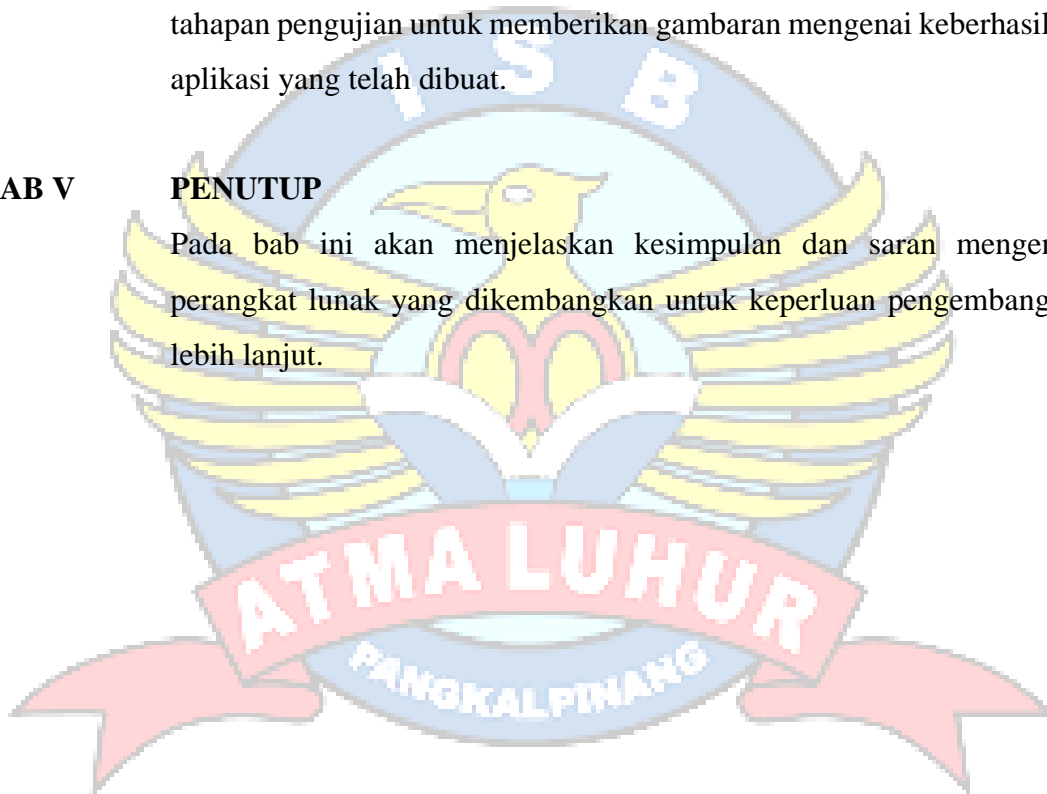 tahapan pengujian untuk memberikan gambaran mengenai keberhasil
aplikasi yang telah dibuat.
AB V PENUTUP
Pada bab ini akan menjelaskan kesimpulan dan saran mengen
perangkat lunak yang dikembangkan untuk keperluan pengembang
lebih lanjut.
I S B
ATMA LUHUR
PANGKALPINANG